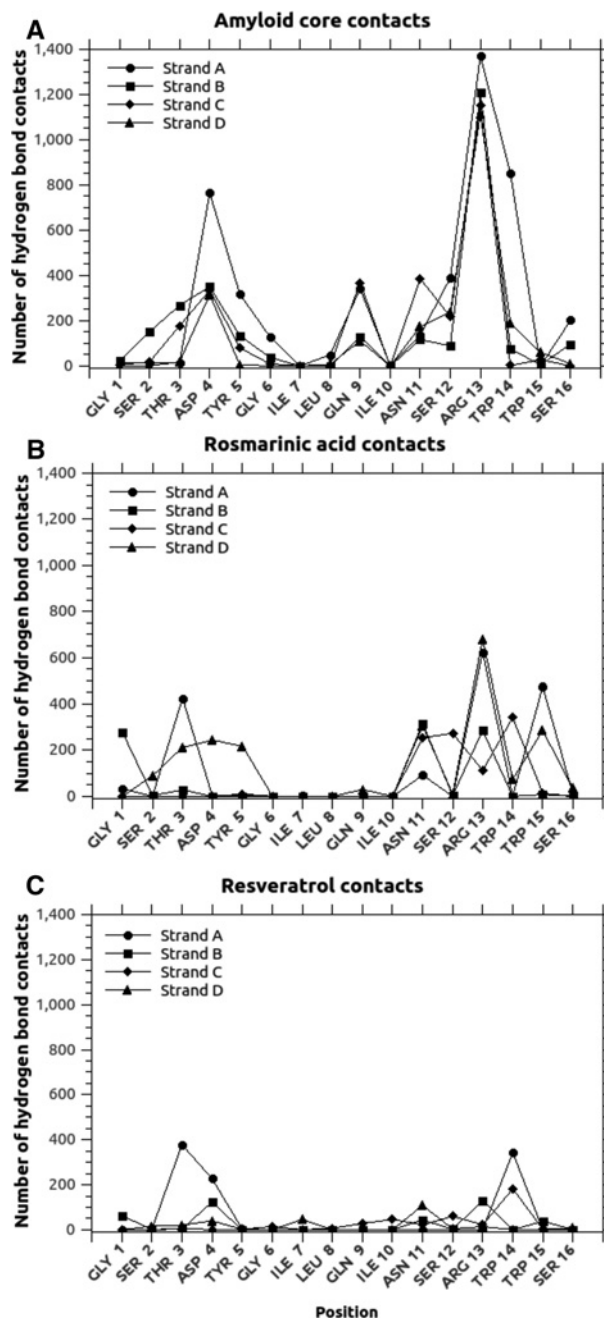 A
Amyloid core contacts
Number of hydrogen bond contacts
1,400
1,200
1,000
800
600
400
200
0
Strand A
Strand B
Strand C
Strand D
GLY 1
SER 2
THR 3
ASP 4
TYR 5
GLY 6
ILE 7
LEU 8
GLN 9
ILE 10
ASN 11
SER 12
ARG 13
TRP 14
TRP 15
SER 16
B
Rosmarinic acid contacts
Number of hydrogen bond contacts
1,400
1,200
1,000
800
600
400
200
0
Strand A
Strand B
Strand C
Strand D
GLY 1
SER 2
THR 3
ASP 4
TYR 5
GLY 6
ILE 7
LEU 8
GLN 9
ILE 10
ASN 11
SER 12
ARG 13
TRP 14
TRP 15
SER 16
C
Resveratrol contacts
Number of hydrogen bond contacts
1,400
1,200
1,000
800
600
400
200
0
Strand A
Strand B
Strand C
Strand D
GLY 1
SER 2
THR 3
ASP 4
TYR 5
GLY 6
ILE 7
LEU 8
GLN 9
ILE 10
ASN 11
SER 12
ARG 13
TRP 14
TRP 15
SER 16
Position